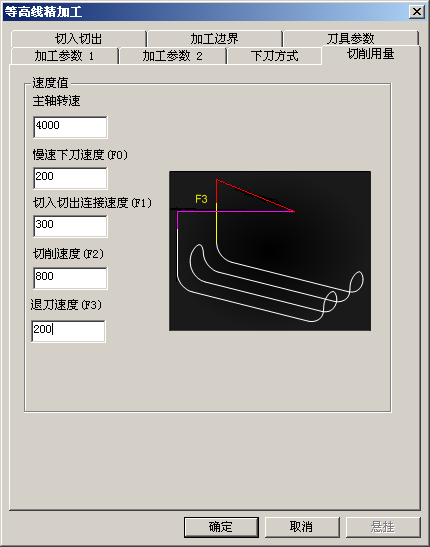 等高线精加工
切入切出 加工边界 刀具参数
加工参数 1 加工参数 2 下刀方式 切削用量
速度值
主轴转速
4000
慢速下刀速度(F0)
200
切入切出连接速度(F1)
300
切削速度(F2)
800
退刀速度(F3)
200
F3
确定 取消 悬挂